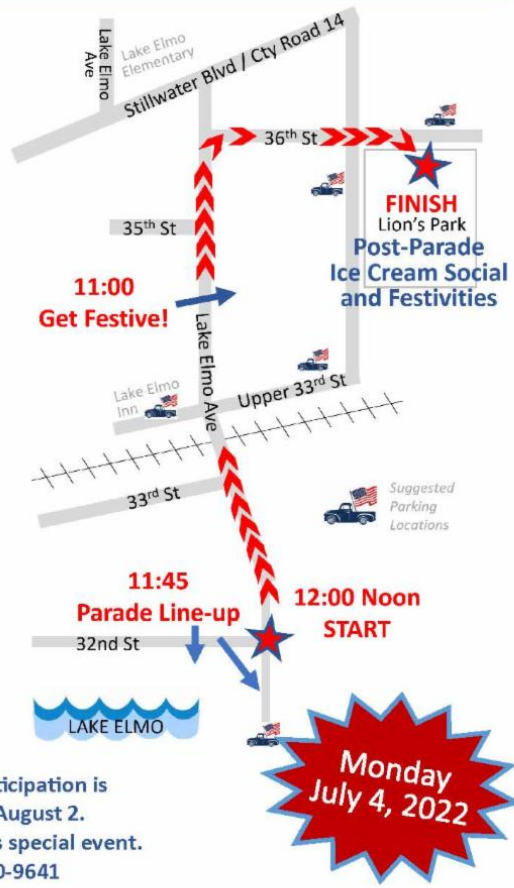 Lake Elmo
Ave
Lake Elmo
Elementary
Stillwater Blvd / Cty Road 14
36th St
35th St
FINISH
Lion's Park
Post-Parade
Ice Cream Social
and Festivities
11:00
Get Festive!
Lake Elmo Ave
Lake Elmo
Inn
Upper 33rd St
33rd St
Suggested
Parking
Locations
11:45
Parade Line-up
12:00 Noon
START
32nd St
LAKE ELMO
Monday
July 4, 2022
August 2.
special event.
-9641